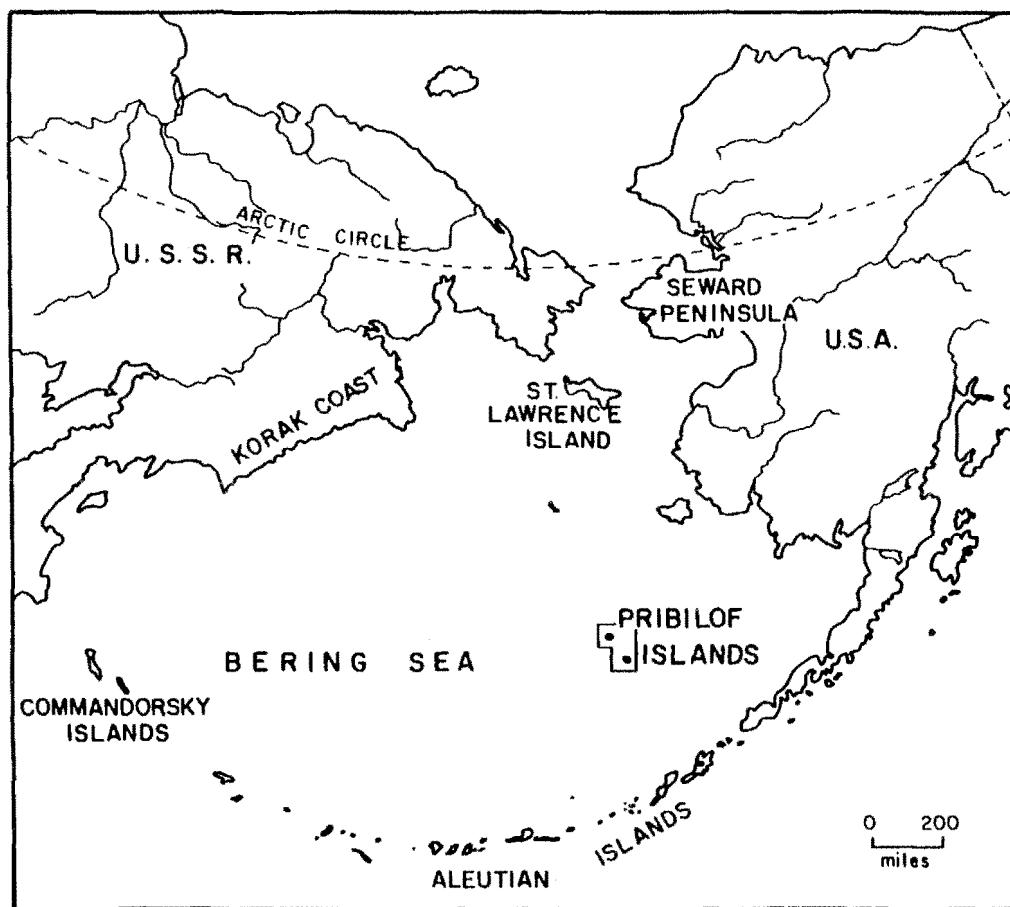 ARCTIC CIRCLE
U. S. S. R.
SEWARD
PENINSULA
U.S.A.
KORAK COAST
ST.
LAWRENCE
ISLAND
PRIBILOF
ISLANDS
BERING SEA
COMMANDORSKY
ISLANDS
ALEUTIAN
ISLANDS
0 200
miles